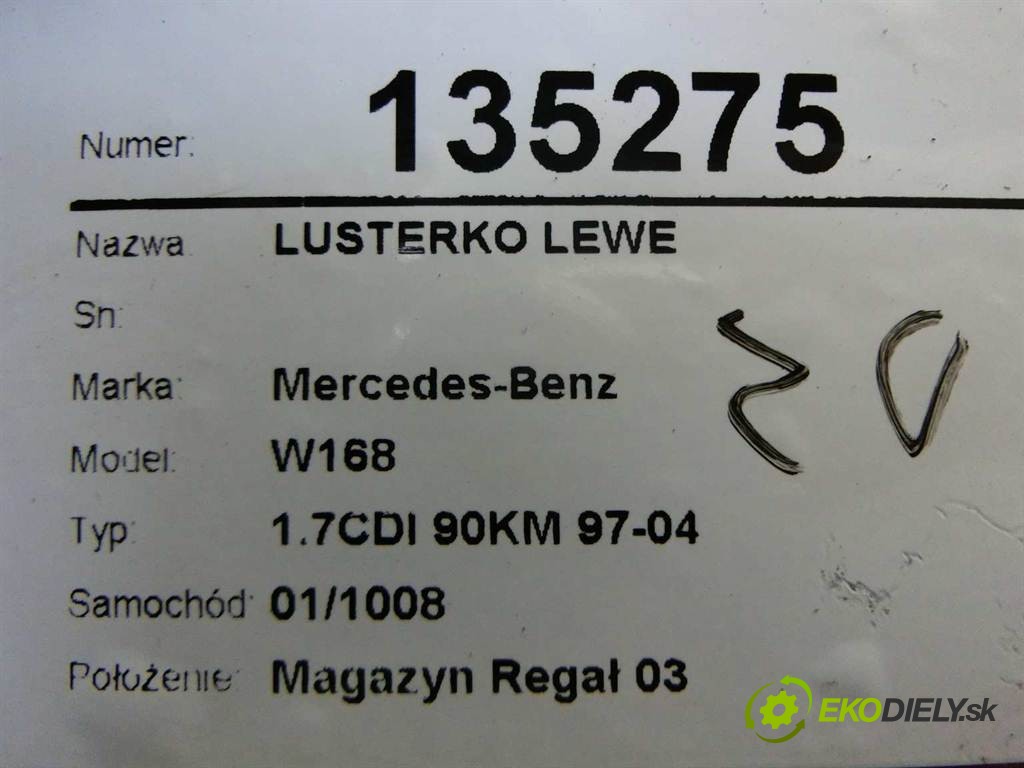 Numer: 135275
Nazwa LUSTERKO LEWE
Sn:
Marka: Mercedes-Benz
Model: W168
Typ: 1.7CDI 90KM 97-04
Samochód: 01/1008
Położenie: Magazyn Regał 03
EKODIELY.sk